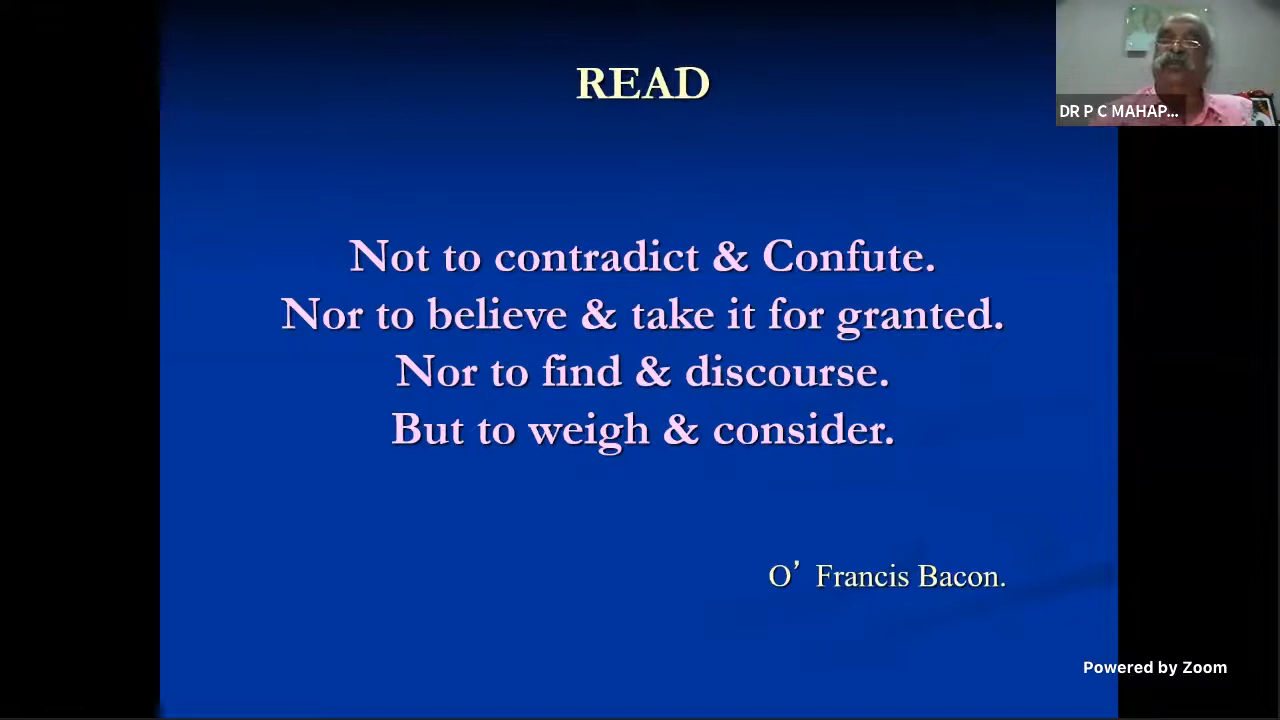 READ
DR P C MAHAP...
Not to contradict & Confute.
Nor to believe & take it for granted.
Nor to find & discourse.
But to weigh & consider.
O’ Francis Bacon.
Powered by Zoom